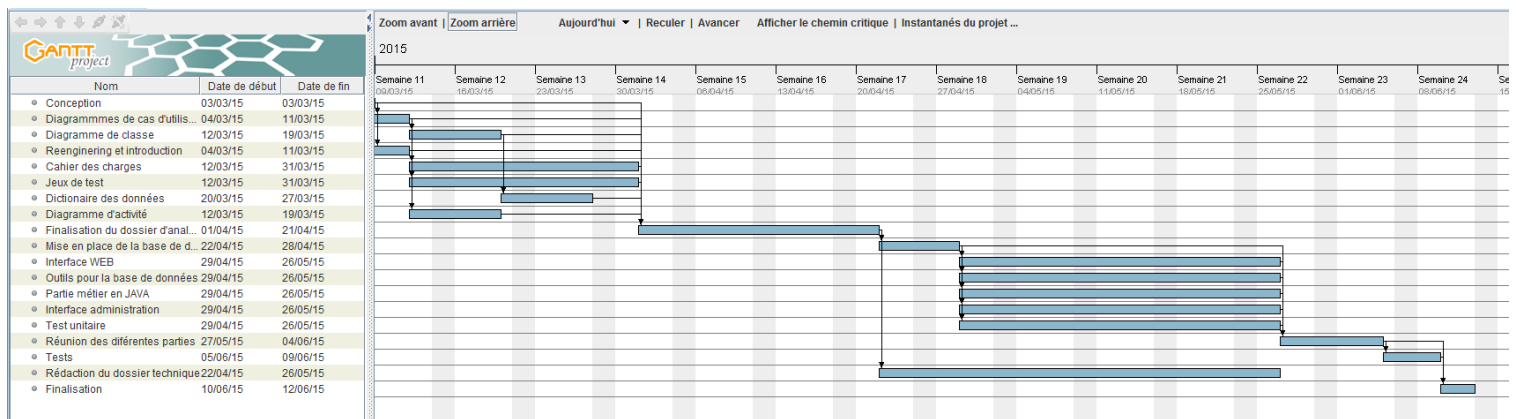 Zoom avant | Zoom arrière Aujourd'hui | Reculer | Avancer Afficher le chemin critique | Instantanés du projet ...
GANTT
project
2015
Semaine 11 Semaine 12 Semaine 13 Semaine 14 Semaine 15 Semaine 16 Semaine 17 Semaine 18 Semaine 19 Semaine 20 Semaine 21 Semaine 22 Semaine 23 Semaine 24 Se
09/03/15 16/03/15 23/03/15 30/03/15 06/04/15 13/04/15 20/04/15 27/04/15 04/05/15 11/05/15 18/05/15 25/05/15 01/06/15 08/06/15 15
Nom Date de début Date de fin
Conception 03/03/15 03/03/15
Diagrammmes de cas d'utilis... 04/03/15 11/03/15
Diagramme de classe 12/03/15 19/03/15
Reenginering et introduction 04/03/15 11/03/15
Cahier des charges 12/03/15 31/03/15
Jeux de test 12/03/15 31/03/15
Dictionaire des données 20/03/15 27/03/15
Diagramme d'activité 12/03/15 19/03/15
Finalisation du dossier d'anal... 01/04/15 21/04/15
Mise en place de la base de d... 22/04/15 28/04/15
Interface WEB 29/04/15 26/05/15
Outils pour la base de données 29/04/15 26/05/15
Partie métier en JAVA 29/04/15 26/05/15
Interface administration 29/04/15 26/05/15
Test unitaire 29/04/15 26/05/15
Réunion des diférentes parties 27/05/15 04/06/15
Tests 05/06/15 09/06/15
Rédaction du dossier technique 22/04/15 26/05/15
Finalisation 10/06/15 12/06/15